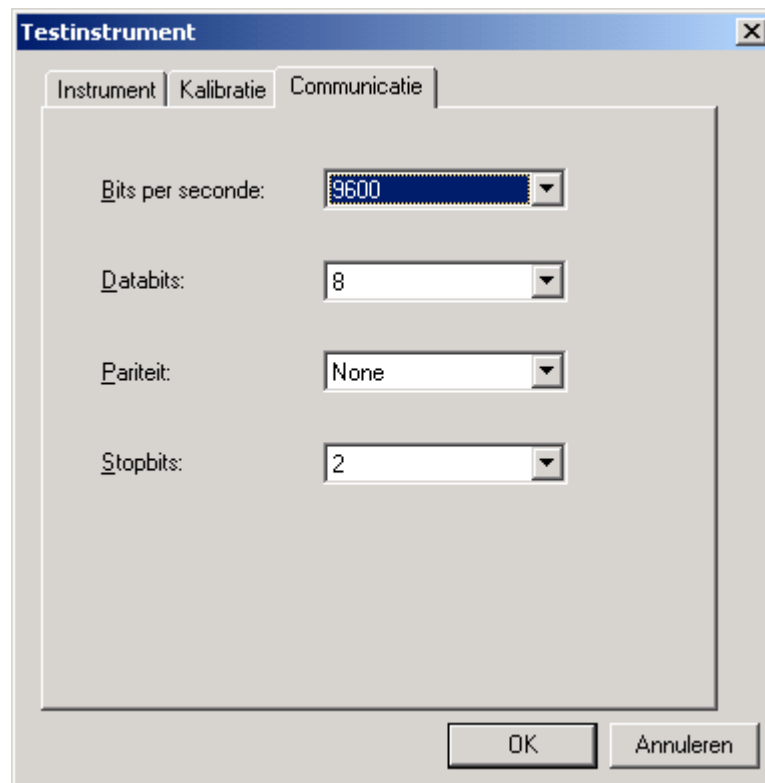 Testinstrument
Instrument Kalibratie Communicatie
Bits per seconde: 9600
Databits: 8
Pariteit: None
Stopbits: 2
OK Annuleren